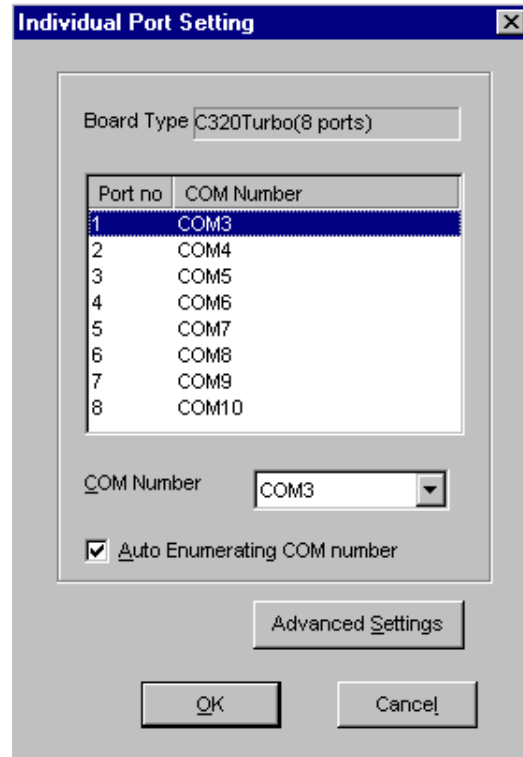 Individual Port Setting
Board Type C320Turbo(8 ports)
Port no COM Number
1 COM3
2 COM4
3 COM5
4 COM6
5 COM7
6 COM8
7 COM9
8 COM10
COM Number COM3
Auto Enumerating COM number
Advanced Settings
OK Cancel